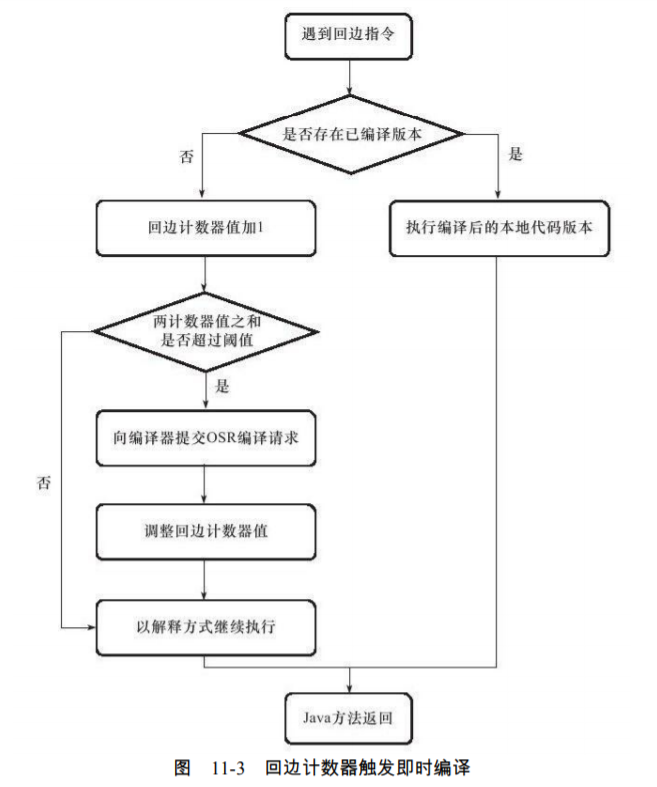 遇到回边指令
是否存在已编译版本
否
是
回边计数器值加1
执行编译后的本地代码版本
两计数器值之和
是否超过阈值
是
向编译器提交OSR编译请求
否
调整回边计数器值
以解释方式继续执行
Java方法返回
图 11-3 回边计数器触发即时编译